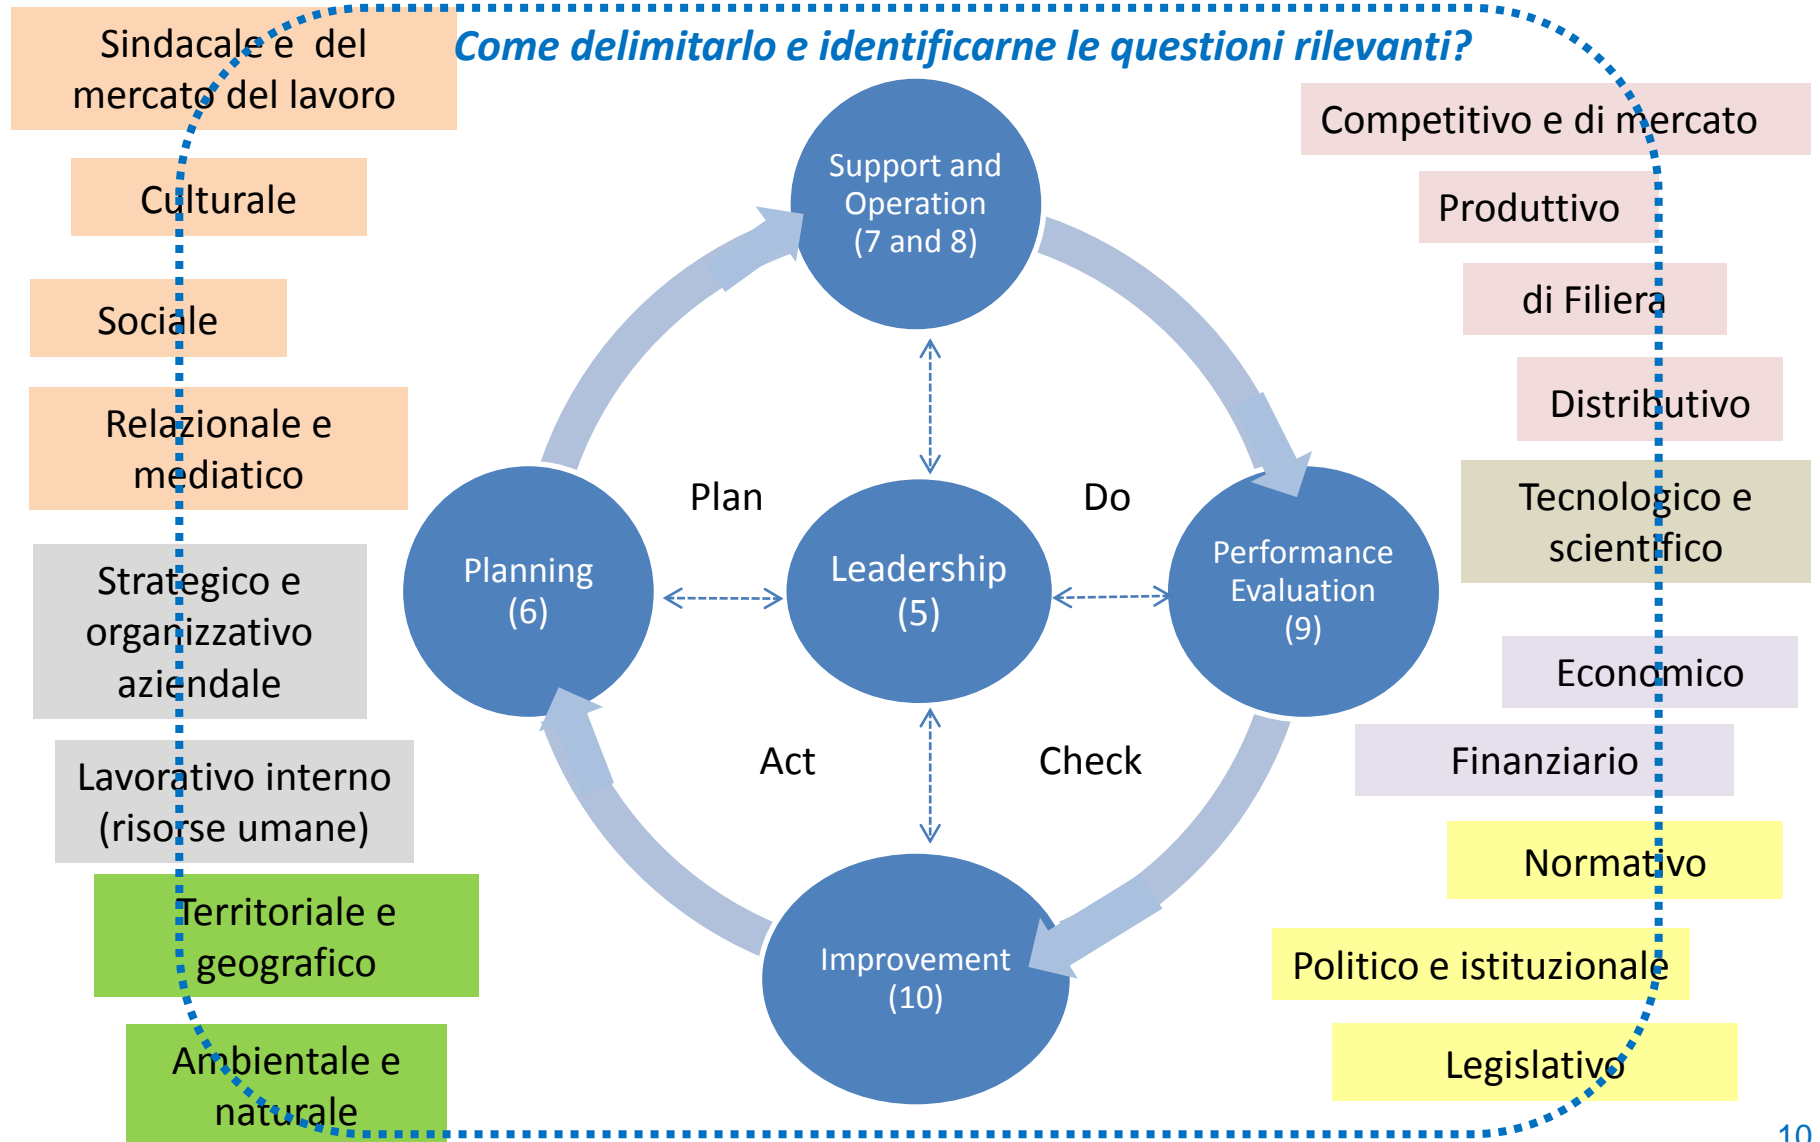 Come delimitarlo e identificarne le questioni rilevanti?
Sindacale e del
mercato del lavoro
Culturale
Sociale
Relazionale e
mediatico
Strategico e
organizzativo
aziendale
Lavorativo interno
(risorse umane)
Territoriale e
geografico
Ambientale e
naturale
Support and
Operation
(7 and 8)
Plan
Do
Planning
(6)
Leadership
(5)
Performance
Evaluation
(9)
Act
Check
Improvement
(10)
Competitivo e di mercato
Produttivo
di Filiera
Distributivo
Tecnologico e
scientifico
Economico
Finanziario
Normativo
Politico e istituzionale
Legislativo
10